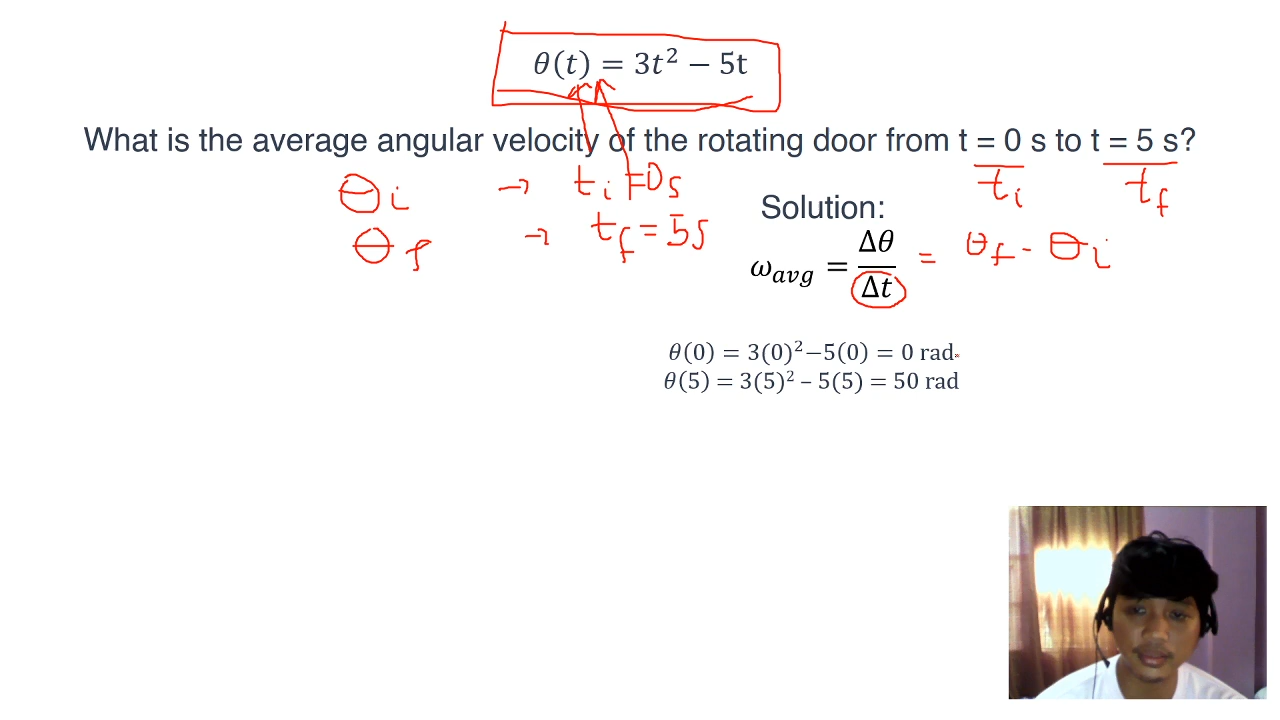 θ(t) = 3t² − 5t
What is the average angular velocity of the rotating door from t = 0 s to t = 5 s?
θi → ti = 0s
ti tf
θf → tf = 5s
Solution:
ω_avg = Δθ/Δt = θf - θi
θ(0) = 3(0)²−5(0) = 0 rad
θ(5) = 3(5)² – 5(5) = 50 rad